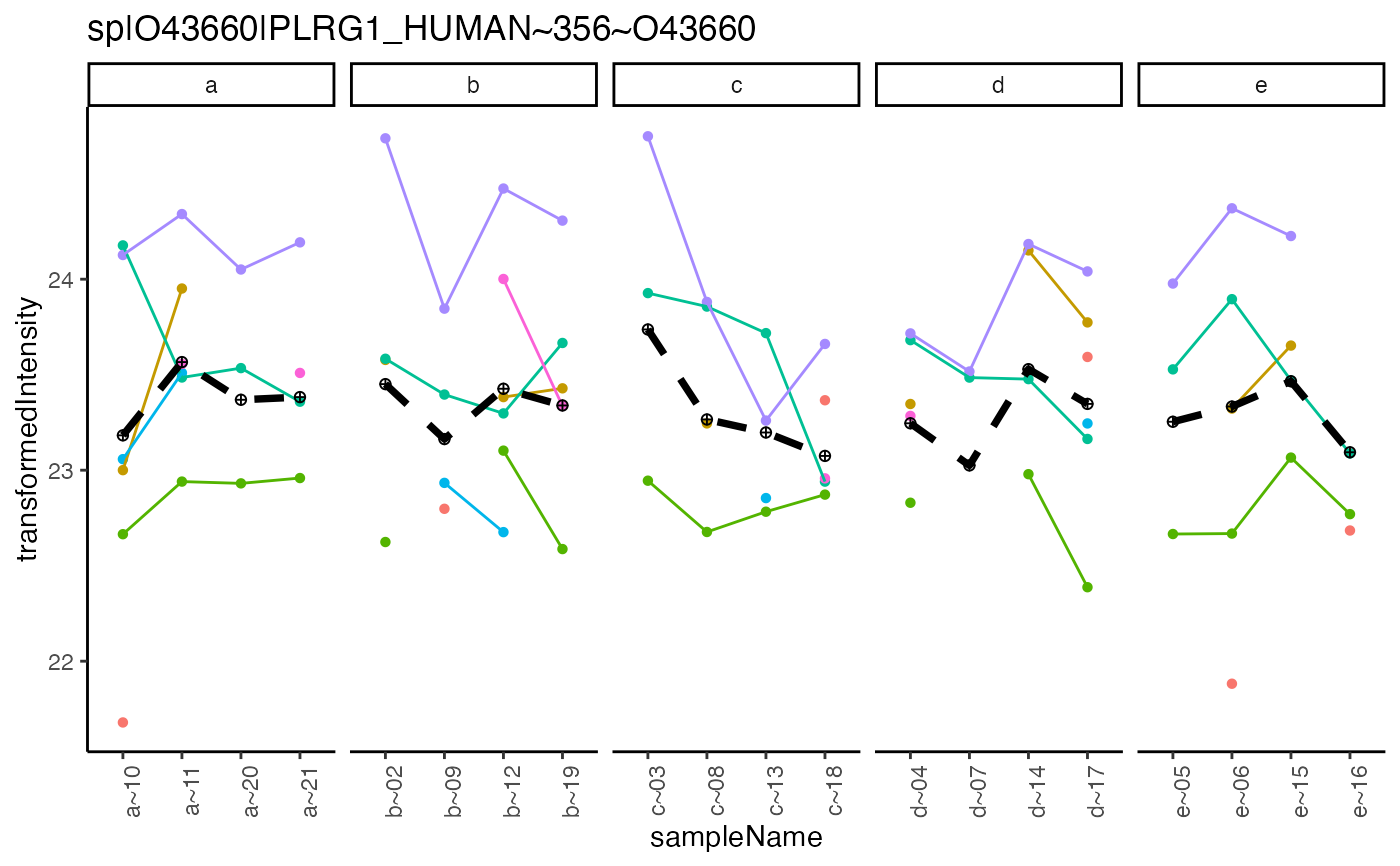 sp|O43660|PLRG1_HUMAN~356~O43660
a b c d e
transformedIntensity
24
23
22
a~10 a~11 a~20 a~21 b~02 b~09 b~12 b~19 c~03 c~08 c~13 c~18 d~04 d~07 d~14 d~17 e~05 e~06 e~15 e~16
sampleName